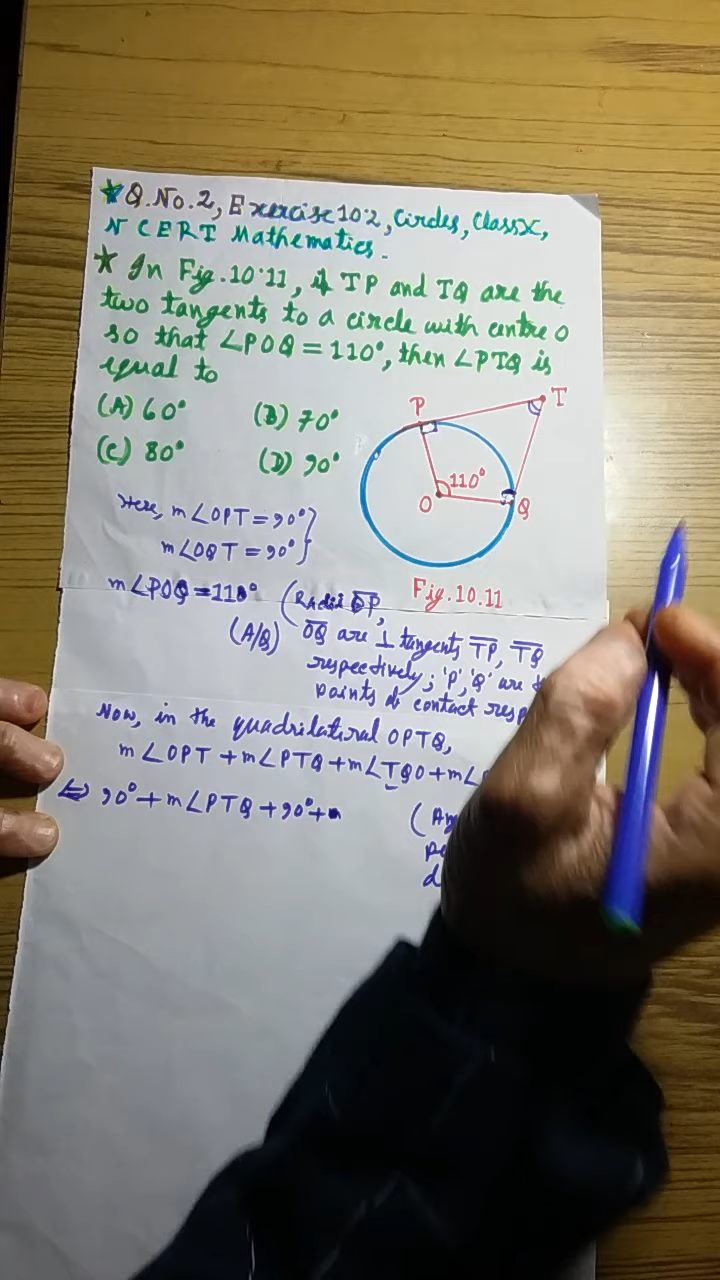 ★ Q.No.2, Exercise 10.2, Circles, Class X,
NCERT Mathematics.
★ In Fig. 10.11, if TP and TQ are the
two tangents to a circle with centre O
so that ∠POQ = 110°, then ∠PTQ is
equal to
(A) 60° (B) 70°
(C) 80° (D) 90°
P
T
110°
O
Q
Fig. 10.11
Here, m∠OPT = 90°}
m∠OQT = 90°}
m∠POQ = 110° (Radii OP,
(A/Q) OQ are ⊥ tangents TP, TQ
respectively; 'P', 'Q' are
points of contact resp
Now, in the quadrilateral OPTQ,
m∠OPT + m∠PTQ + m∠TQO + m∠
⇔ 90° + m∠PTQ + 90° + m